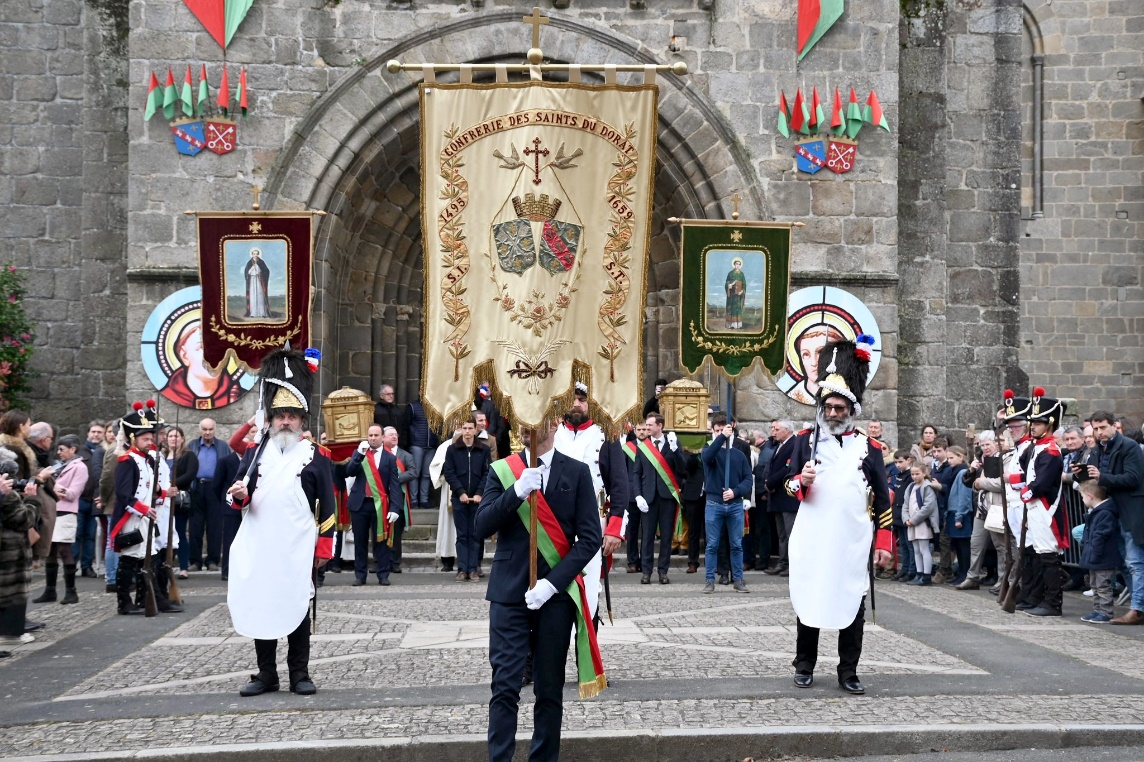 CONFRERIE DES SAINTS DU DORAT
1495
1659
S.I.
S.T.